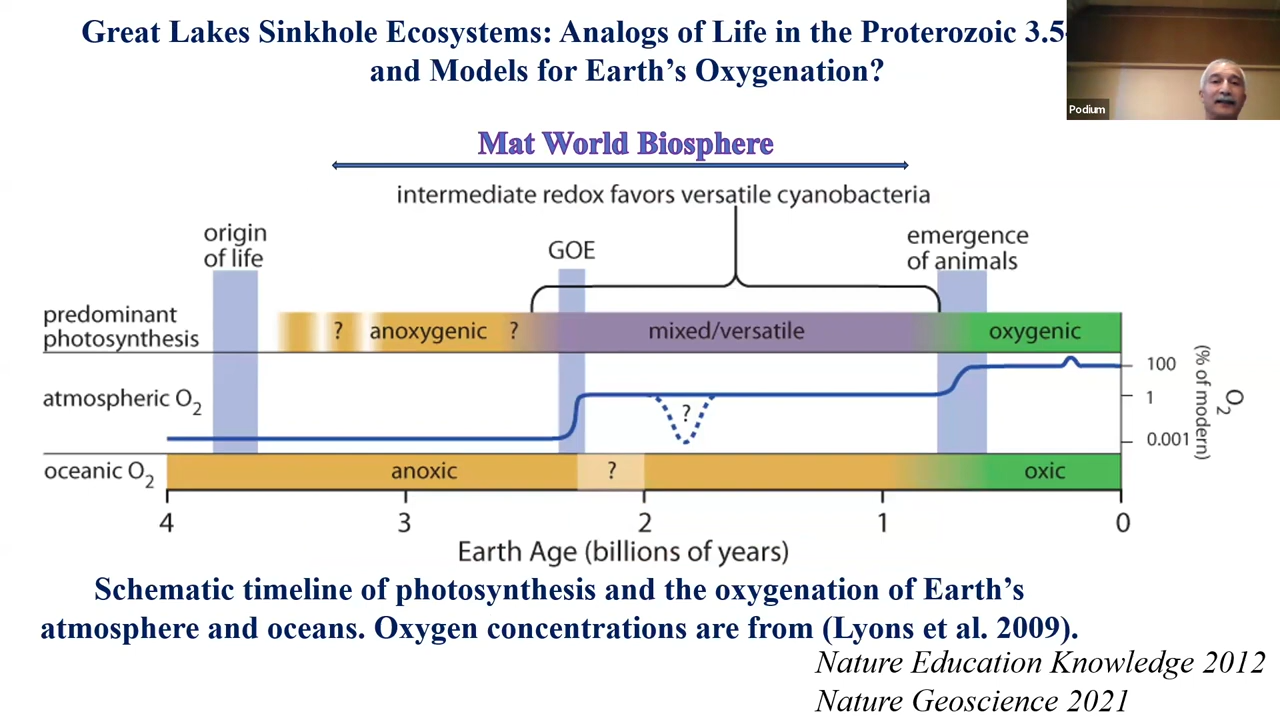 Great Lakes Sinkhole Ecosystems: Analogs of Life in the Proterozoic 3.5-
and Models for Earth's Oxygenation?
Podium
Mat World Biosphere
intermediate redox favors versatile cyanobacteria
origin
of life
GOE
emergence
of animals
predominant
photosynthesis
? anoxygenic ? mixed/versatile oxygenic
atmospheric O2
?
100
1
0.001
O2
(% of modern)
oceanic O2 anoxic ? oxic
4 3 2 1 0
Earth Age (billions of years)
Schematic timeline of photosynthesis and the oxygenation of Earth's
atmosphere and oceans. Oxygen concentrations are from (Lyons et al. 2009).
Nature Education Knowledge 2012
Nature Geoscience 2021